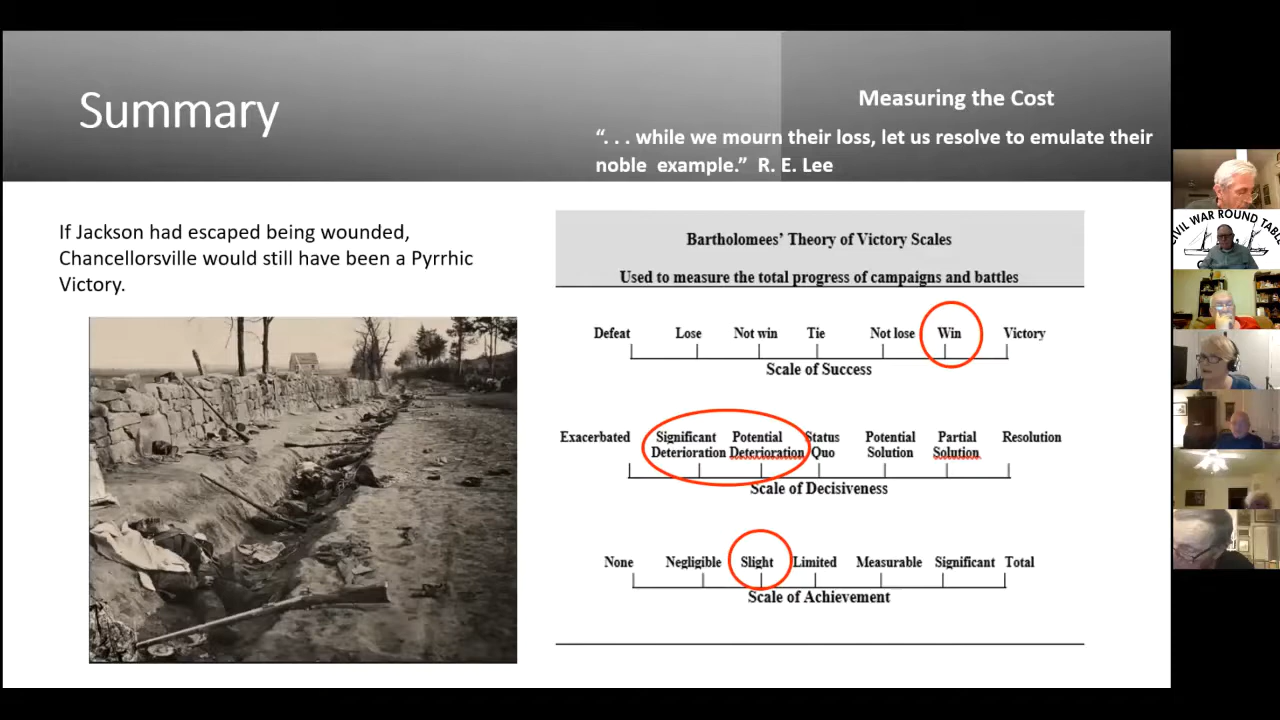 Summary
Measuring the Cost
“. . . while we mourn their loss, let us resolve to emulate their
noble example.” R. E. Lee
If Jackson had escaped being wounded,
Chancellorsville would still have been a Pyrrhic
Victory.
Bartholomees’ Theory of Victory Scales
Used to measure the total progress of campaigns and battles
Defeat Lose Not win Tie Not lose Win Victory
Scale of Success
Exacerbated Significant Potential Status Potential Partial Resolution
Deterioration Deterioration Quo Solution Solution
Scale of Decisiveness
None Negligible Slight Limited Measurable Significant Total
Scale of Achievement
CIVIL WAR ROUND TABLE